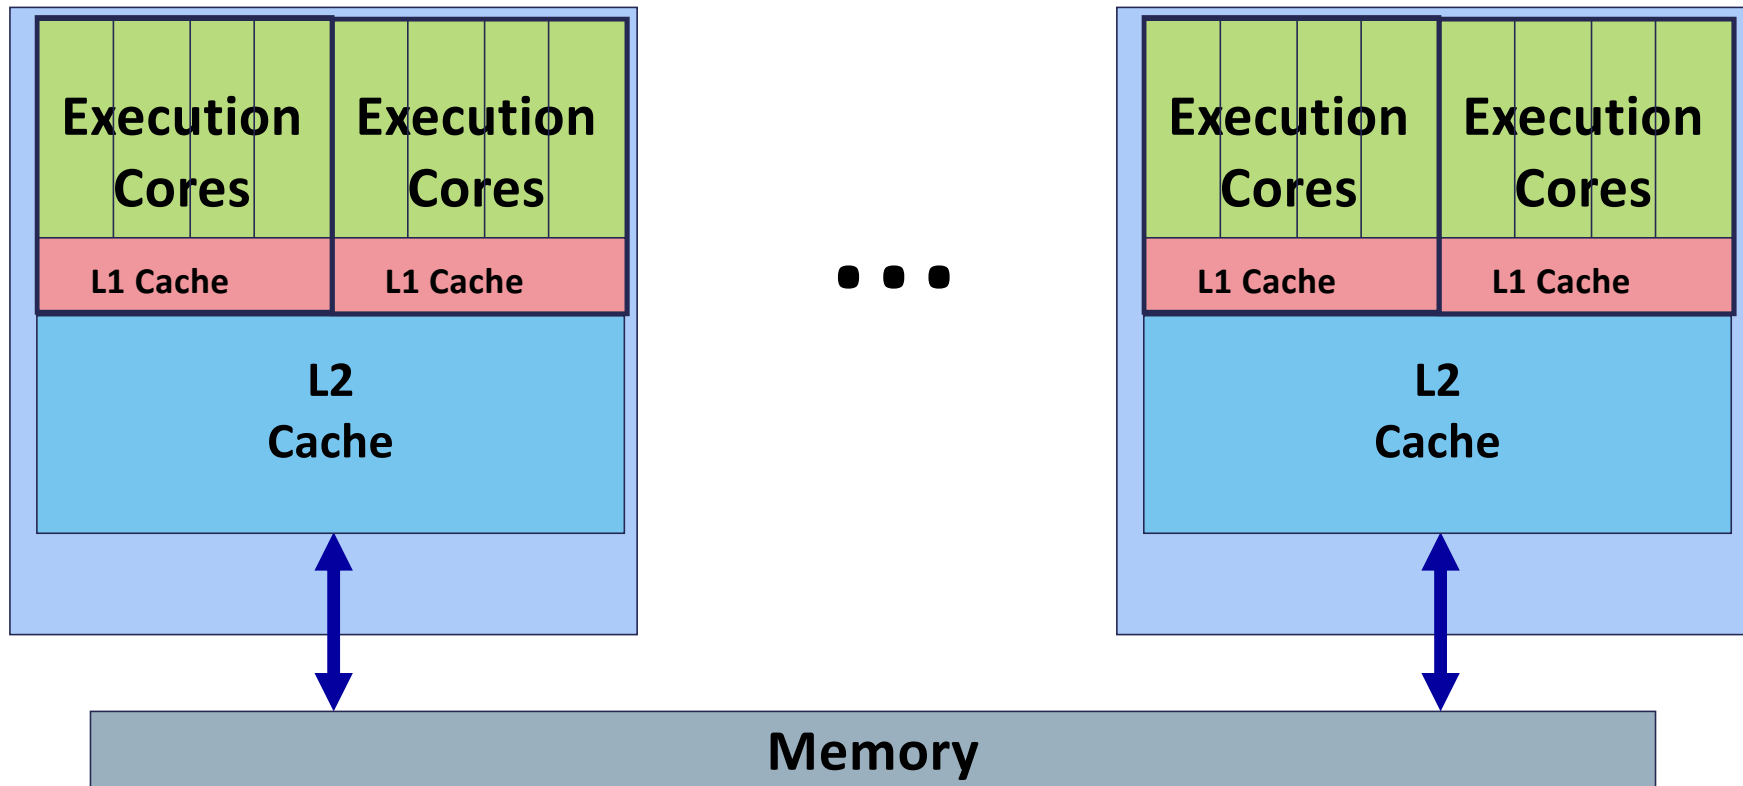 Execution
Cores
Execution
Cores
L1 Cache
L1 Cache
L2
Cache
...
Execution
Cores
Execution
Cores
L1 Cache
L1 Cache
L2
Cache
Memory